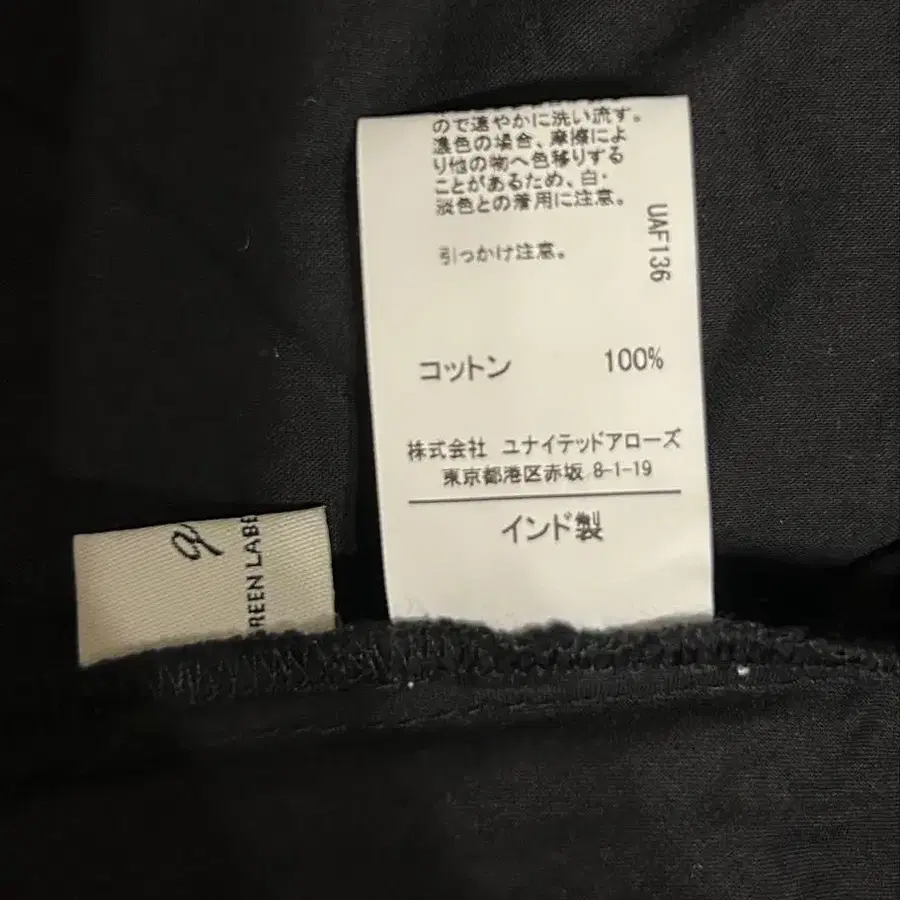 ので速やかに洗い流す。
濃色の場合、摩擦によ
り他の物へ色移りする
ことがあるため、白・
淡色との着用に注意。
引っかけ注意。
UAF136
コットン 100%
株式会社 ユナイテッドアローズ
東京都港区赤坂 8-1-19
インド製
GREEN LABE